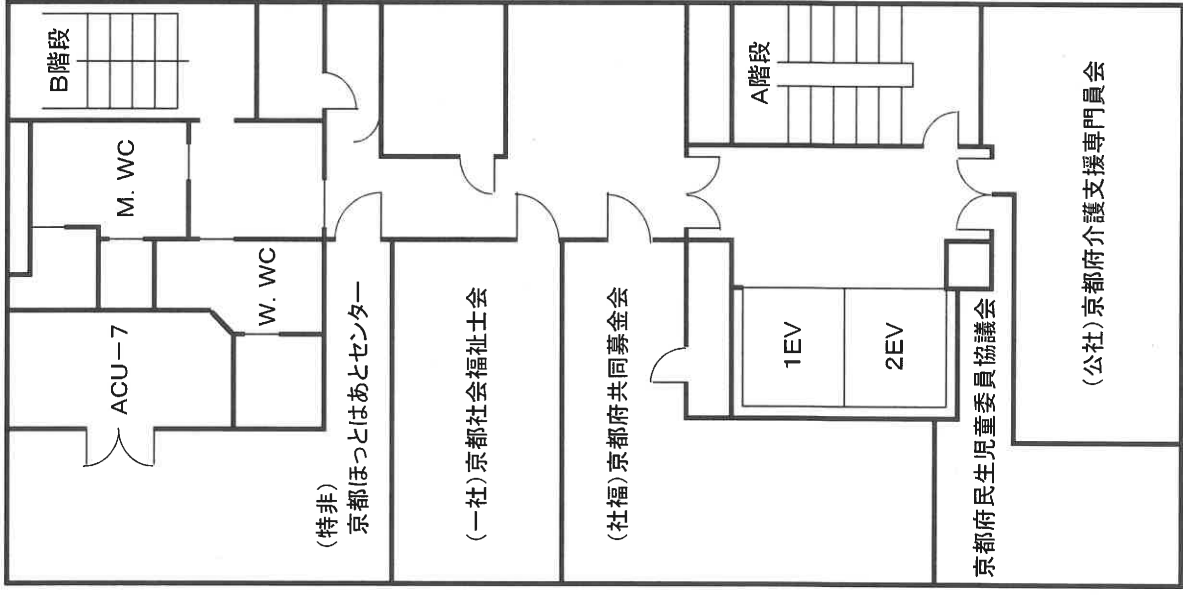 B階段
M. WC
W. WC
ACU－7
(特非)
京都ほっとはあとセンター
(一社)京都社会福祉士会
(社福)京都府共同募金会
A階段
1EV
2EV
京都府民生児童委員協議会
(公社)京都府介護支援専門員会